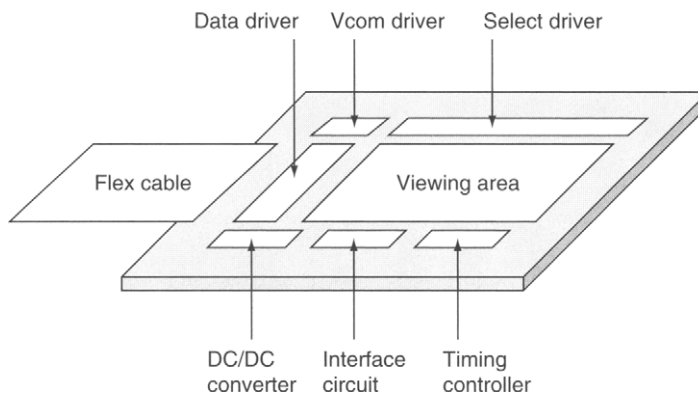 Data driver
Vcom driver
Select driver
Flex cable
Viewing area
DC/DC
converter
Interface
circuit
Timing
controller